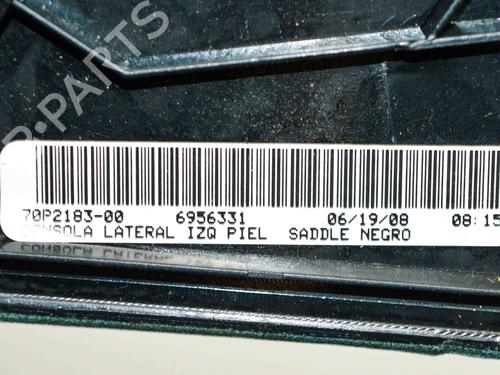 B-PARTS
70P2183-00 6956331 06/19/08 08:15
CONSOLA LATERAL IZQ PIEL SADDLE NEGRO